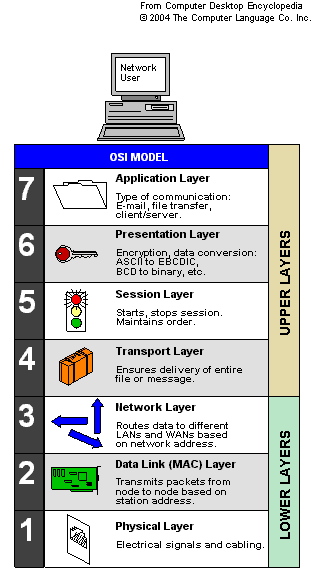 From Computer Desktop Encyclopedia
© 2004 The Computer Language Co. Inc.
Network
User
OSI MODEL
7
Application Layer
Type of communication:
E-mail, file transfer,
client/server.
6
Presentation Layer
Encryption, data conversion:
ASCII to EBCDIC,
BCD to binary, etc.
5
Session Layer
Starts, stops session.
Maintains order.
4
Transport Layer
Ensures delivery of entire
file or message.
UPPER LAYERS
3
Network Layer
Routes data to different
LANs and WANs based
on network address.
2
Data Link (MAC) Layer
Transmits packets from
node to node based on
station address.
1
Physical Layer
Electrical signals and cabling.
LOWER LAYERS